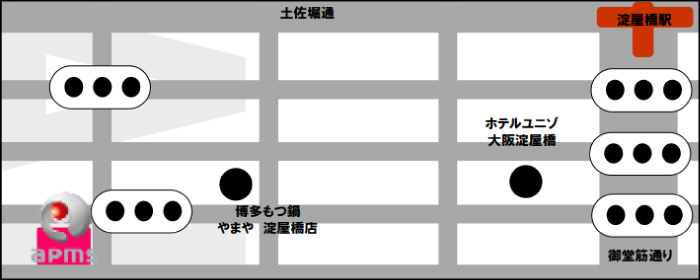 土佐堀通
淀屋橋駅
ホテルユニゾ
大阪淀屋橋
博多もつ鍋
やまや 淀屋橋店
御堂筋通り
apms